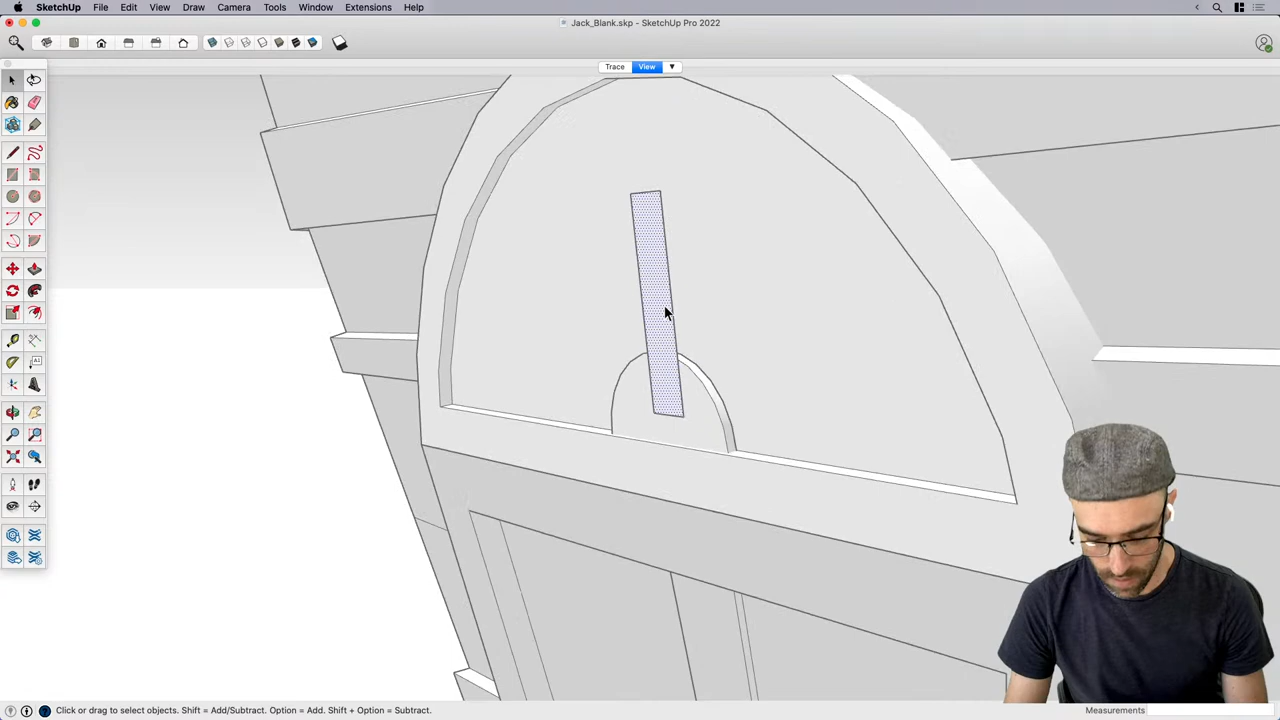 SketchUp File Edit View Draw Camera Tools Window Extensions Help
Jack_Blank.skp - SketchUp Pro 2022
Trace View ▼
Click or drag to select objects. Shift = Add/Subtract. Option = Add. Shift + Option = Subtract. Measurements